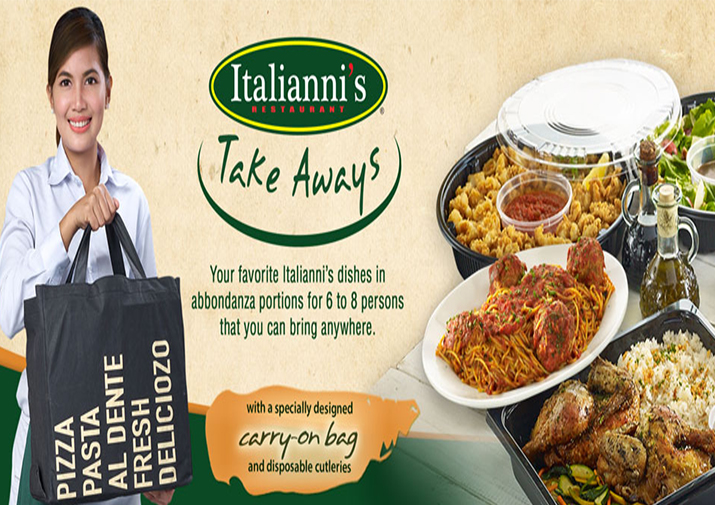 Italianni's
RESTAURANT
®
Take Aways
Your favorite Italianni's dishes in
abbondanza portions for 6 to 8 persons
that you can bring anywhere.
with a specially designed
carry-on bag
and disposable cutleries
PIZZA
PASTA
AL DENTE
FRESH
DELICIOZO